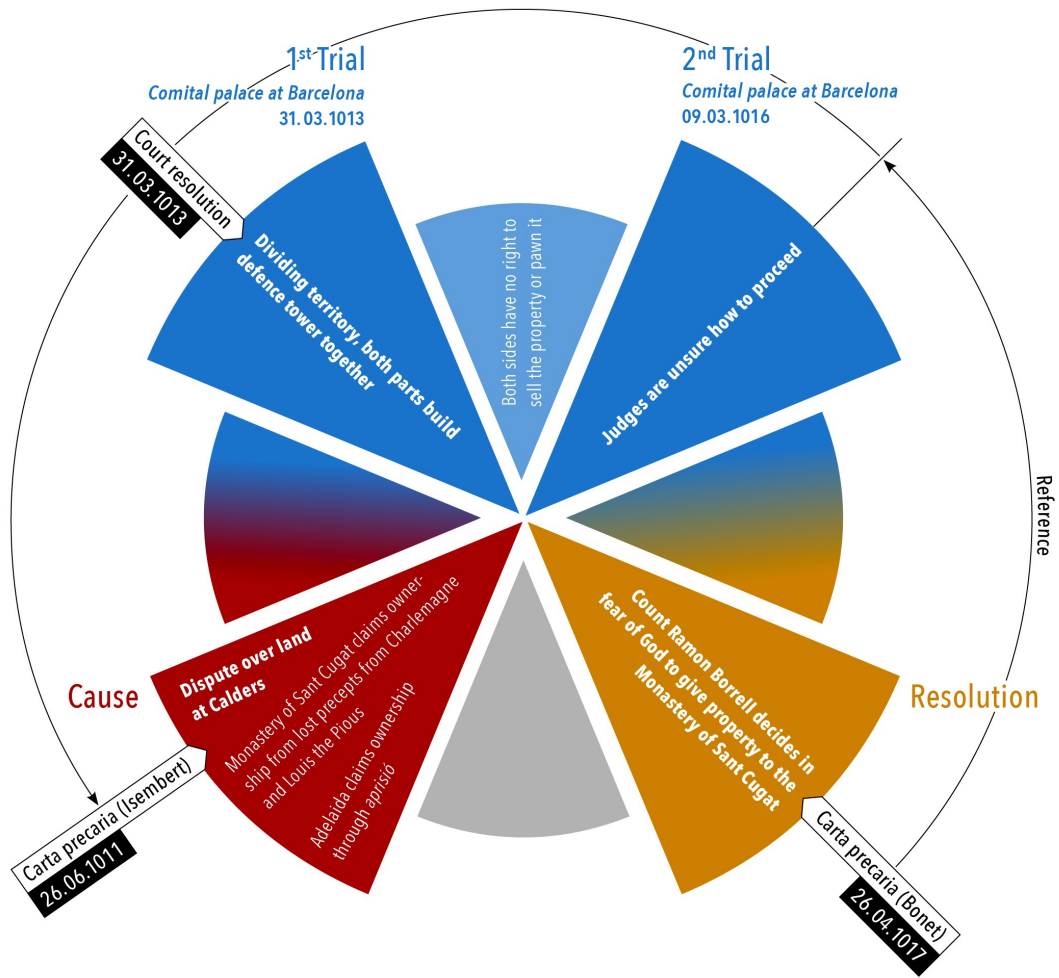 1st Trial
Comital palace at Barcelona
31.03.1013
2nd Trial
Comital palace at Barcelona
09.03.1016
Court resolution
31.03.1013
Dividing territory, both parts build
defence tower together
Both sides have no right to
sell the property or pawn it
Judges are unsure how to proceed
Reference
Cause
Dispute over land
at Calders
Monastery of Sant Cugat claims owner-
ship from lost precepts from Charlemagne
and Louis the Pious
Adelaida claims ownership
through aprisió
Carta precaria (Isembert)
26.06.1011
Resolution
Count Ramon Borrell decides in
fear of God to give property to the
Monastery of Sant Cugat
Carta precaria (Bonet)
26.04.1017